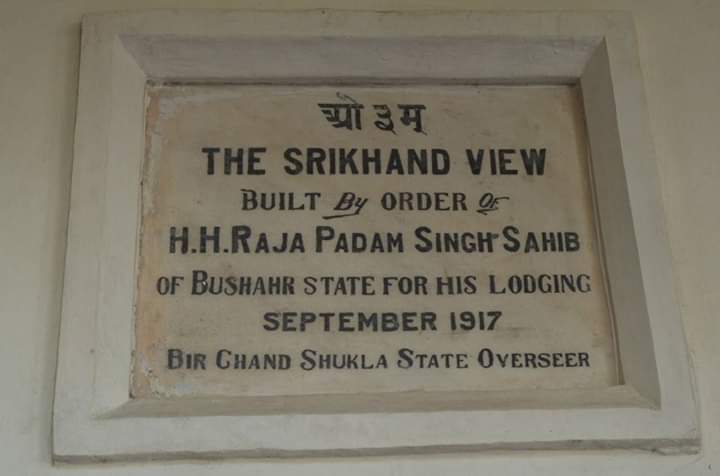 ओ३म्
THE SRIKHAND VIEW
BUILT By ORDER OF
H.H. RAJA PADAM SINGH SAHIB
OF BUSHAHR STATE FOR HIS LODGING
SEPTEMBER 1917
BIR CHAND SHUKLA STATE OVERSEER